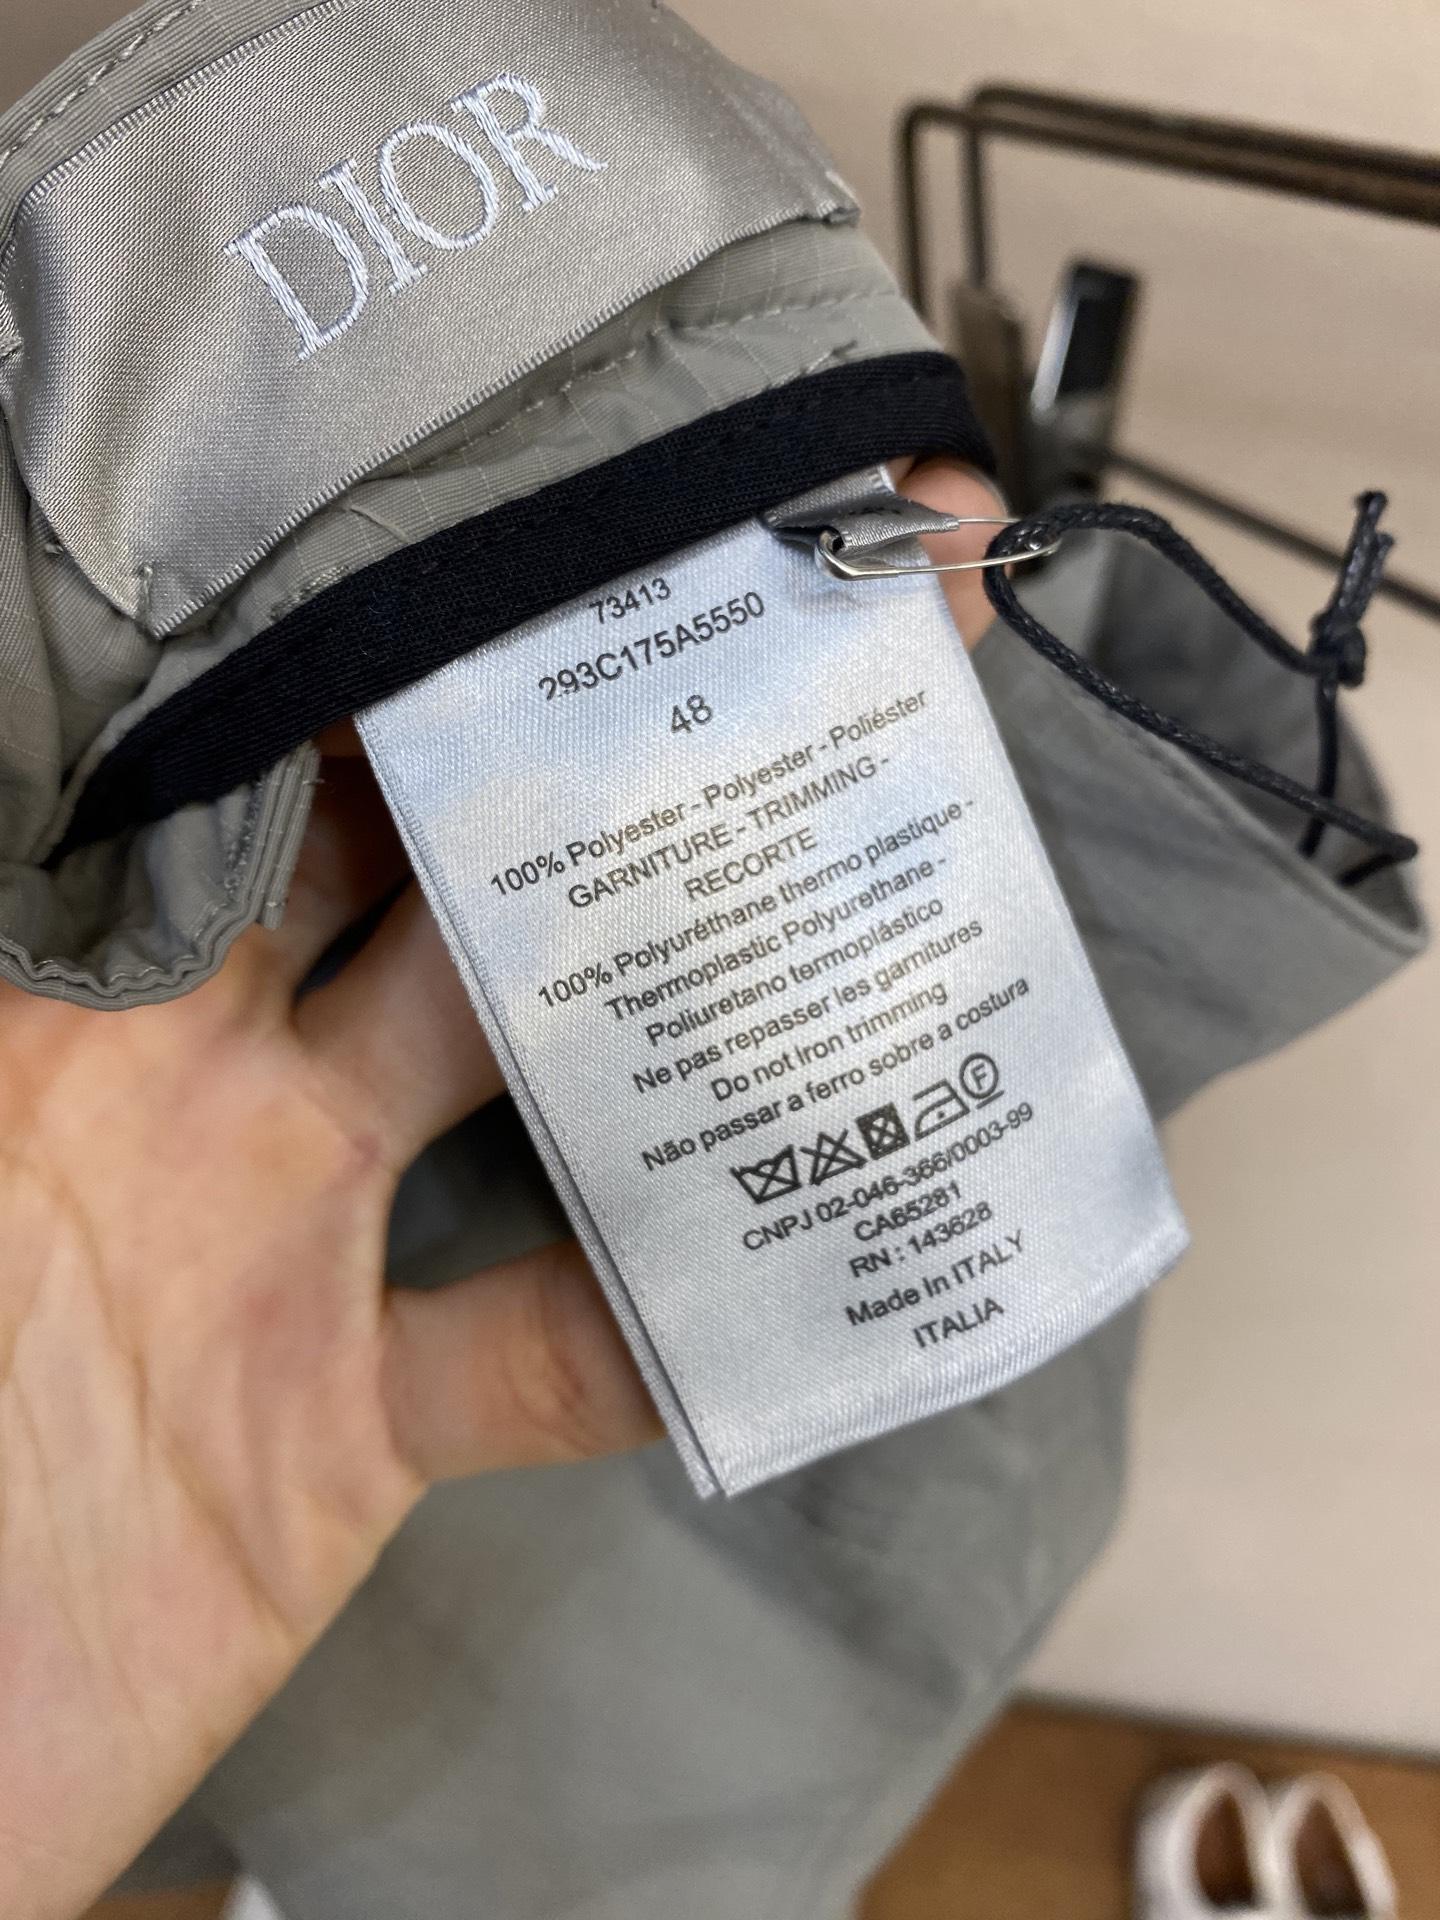 DIOR
73413
293C175A5550
48
100% Polyester - Polyester - Poliéster
GARNITURE - TRIMMING -
RECORTE
100% Polyuréthane thermo plastique -
Thermoplastic Polyurethane -
Poliuretano termoplástico
Ne pas repasser les garnitures
Do not Iron trimming
Não passar a ferro sobre a costura
F
CNPJ 02-046-366/0003-99
CA65281
RN : 143628
Made In ITALY
ITALIA